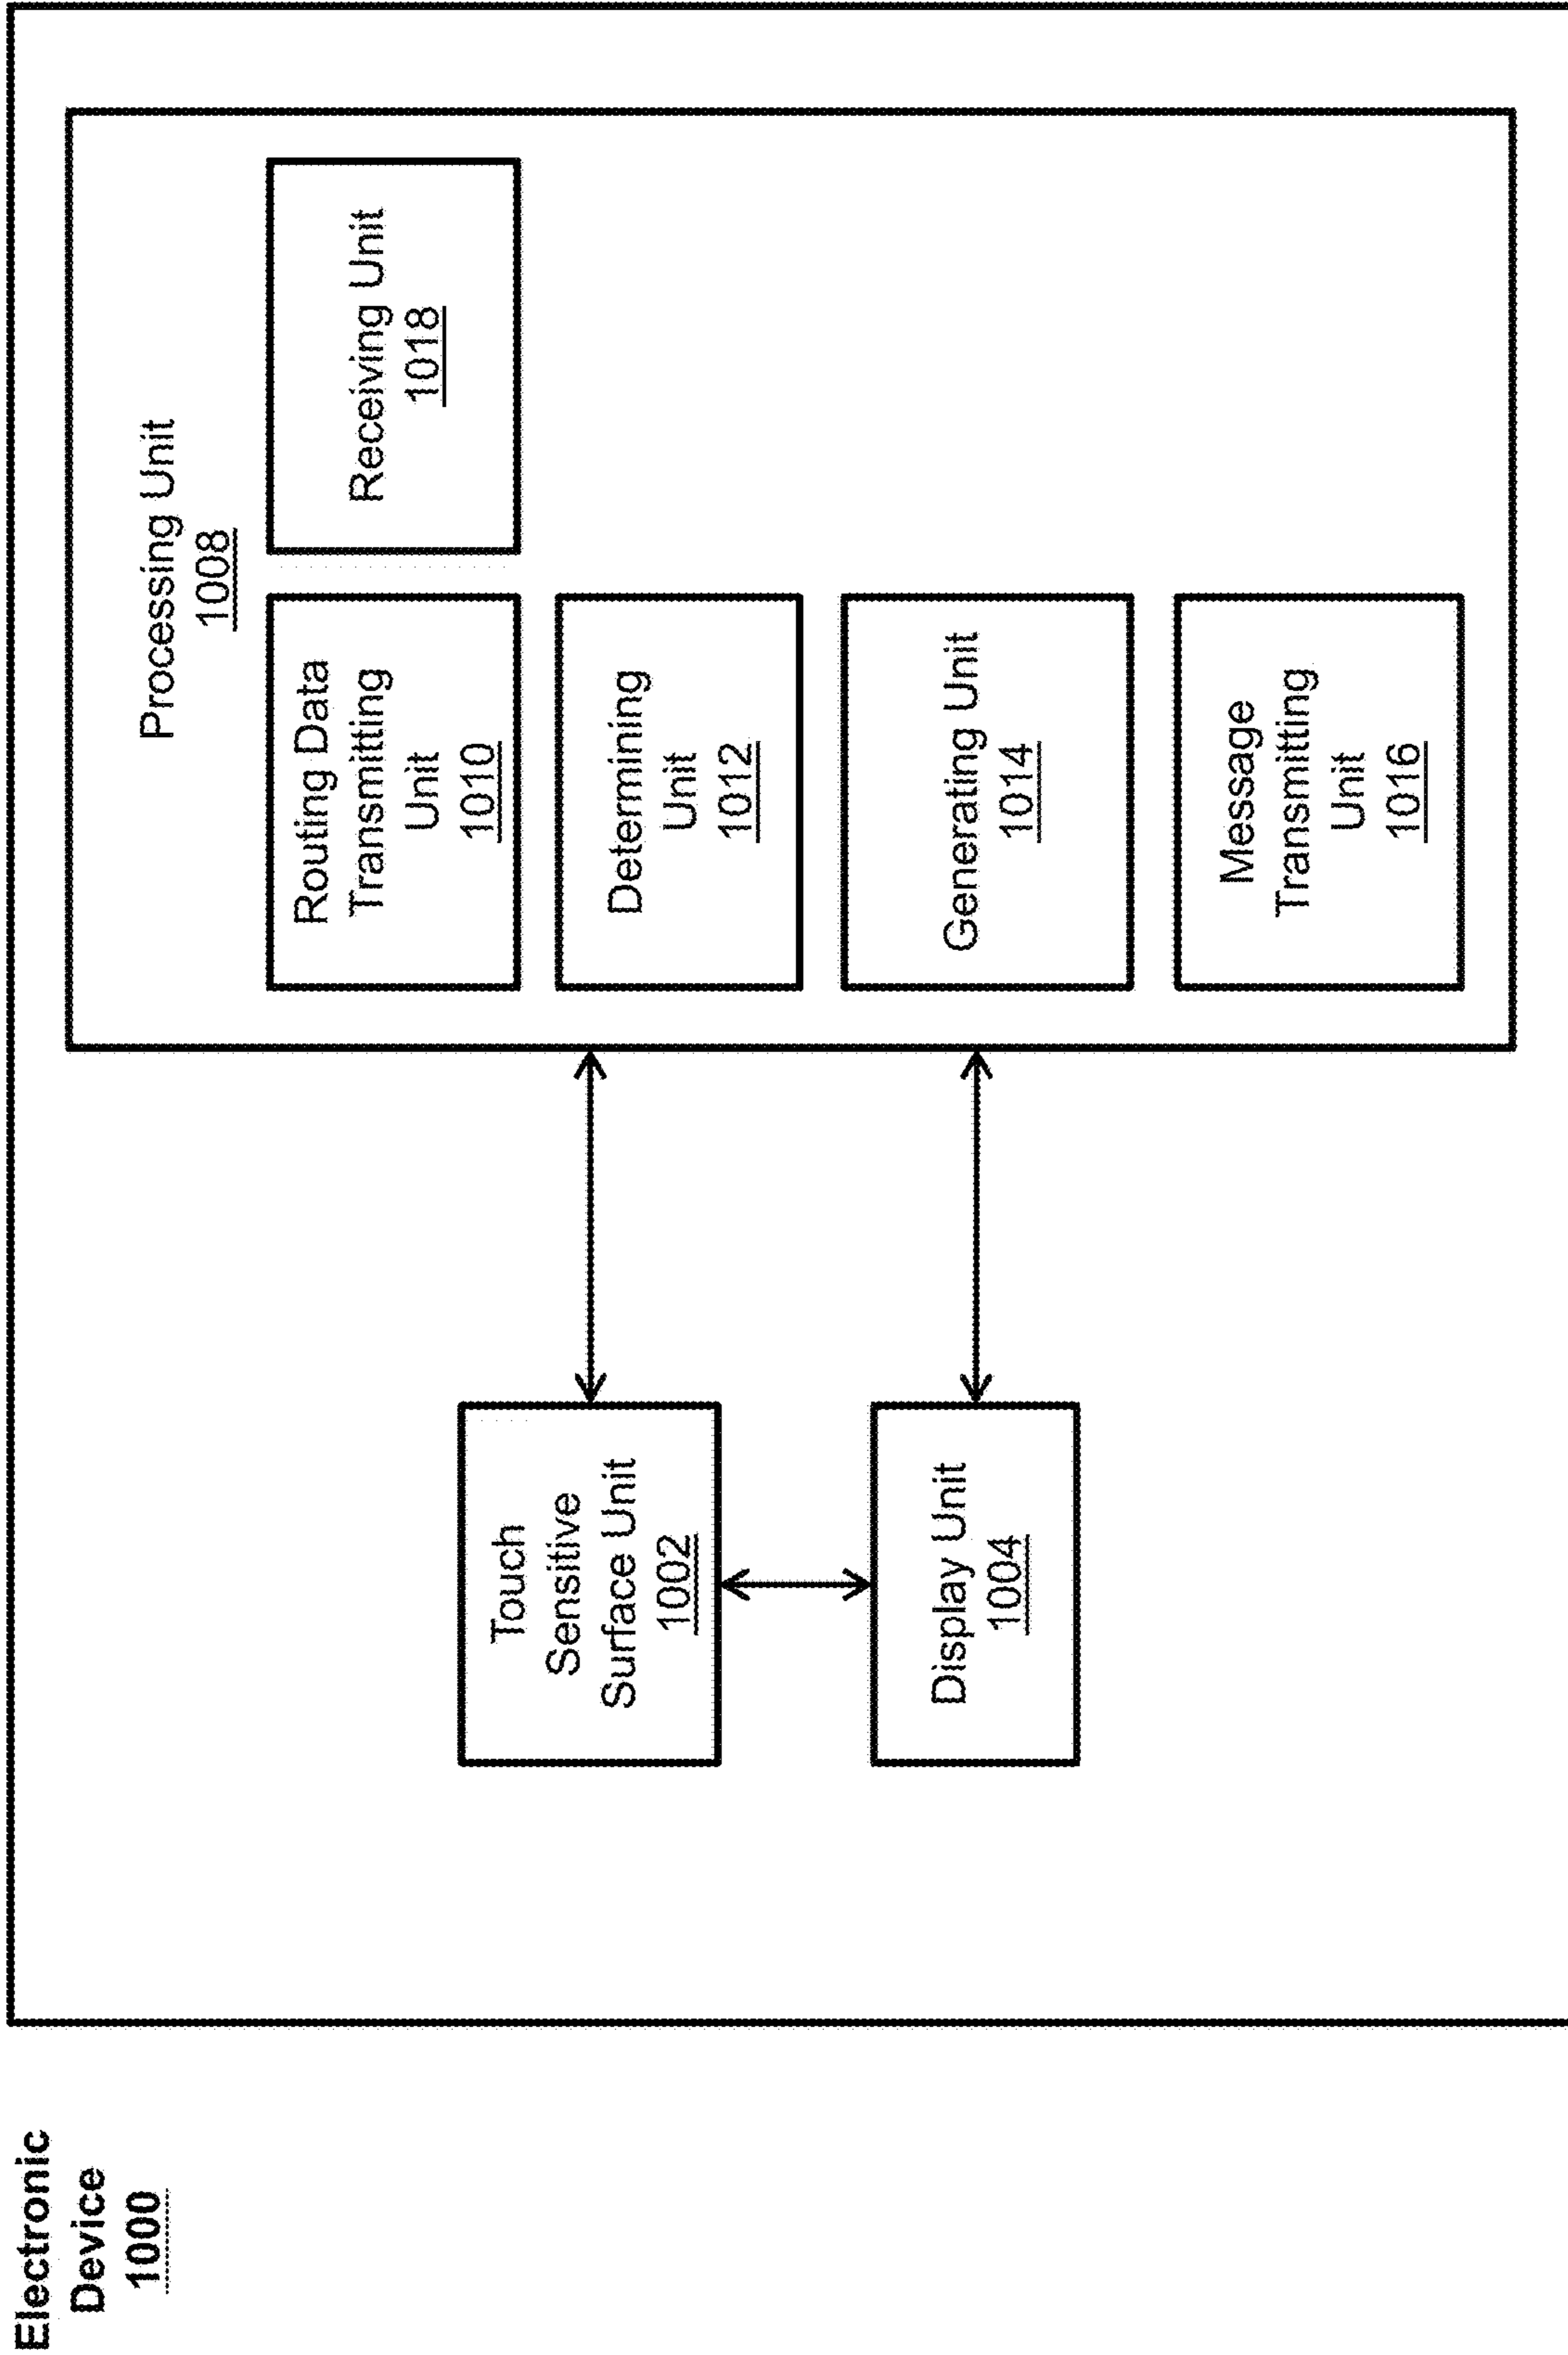 Electronic
Device
1000
Touch
Sensitive
Surface Unit
1002
Display Unit
1004
Processing Unit
1008
Routing Data
Transmitting
Unit
1010
Receiving Unit
1018
Determining
Unit
1012
Generating Unit
1014
Message
Transmitting
Unit
1016